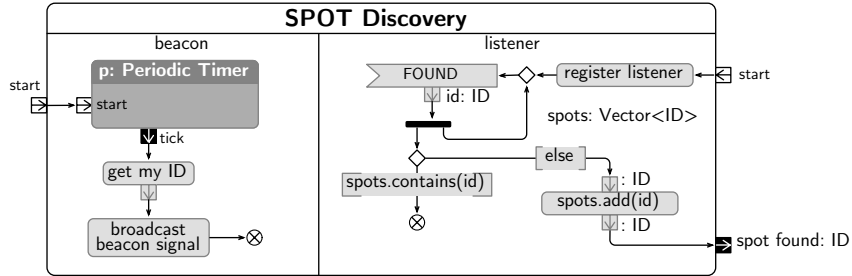 SPOT Discovery
beacon
listener
start
p: Periodic Timer
start
tick
get my ID
broadcast
beacon signal
FOUND
register listener
start
id: ID
spots: Vector<ID>
else
spots.contains(id)
: ID
spots.add(id)
: ID
spot found: ID